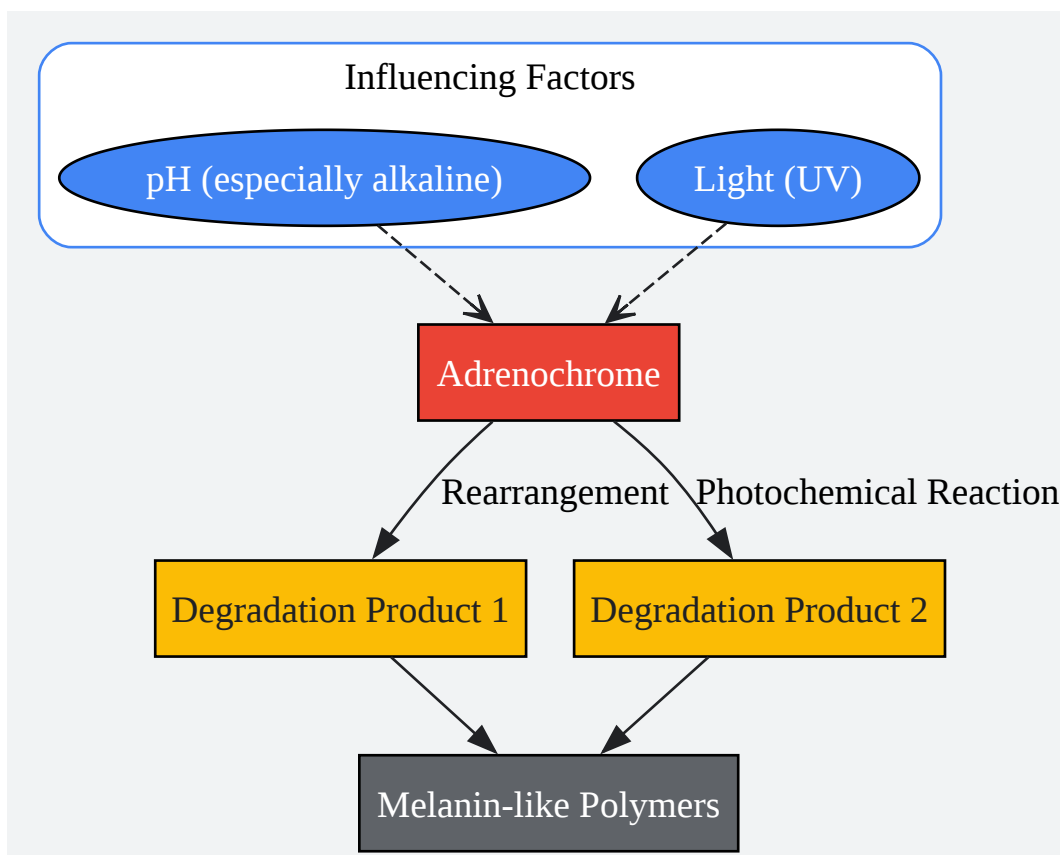 Influencing Factors
pH (especially alkaline)
Light (UV)
Adrenochrome
Rearrangement
Photochemical Reaction
Degradation Product 1
Degradation Product 2
Melanin-like Polymers